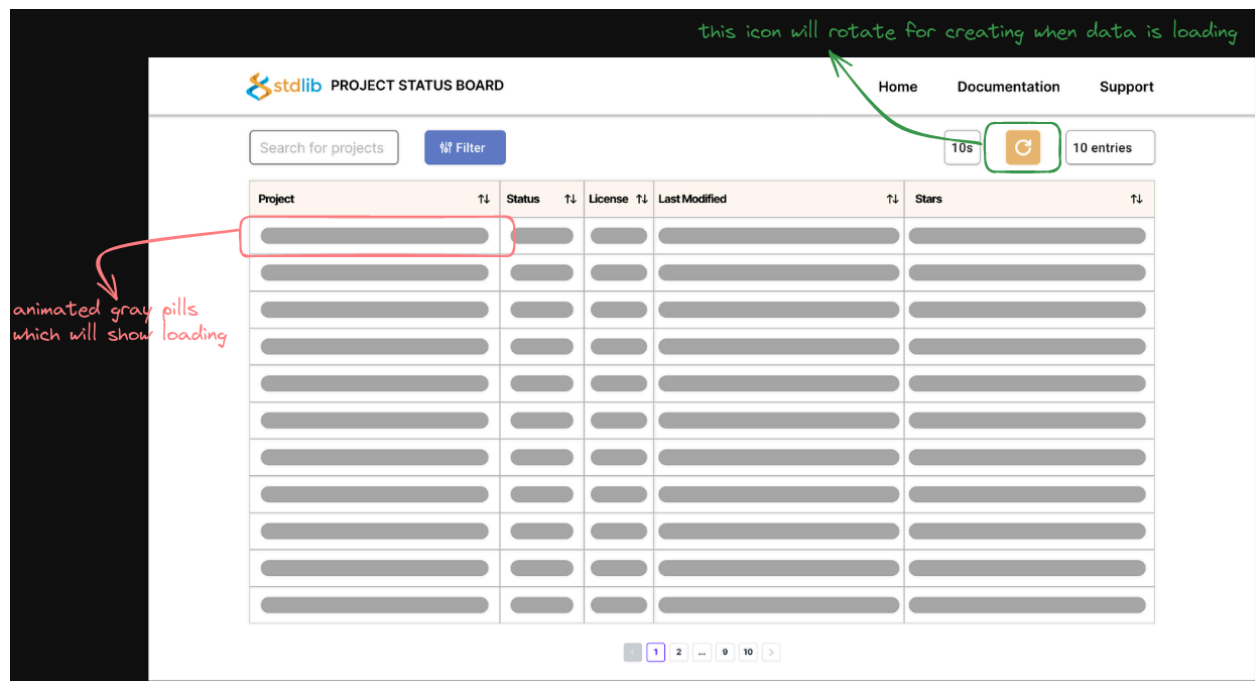 this icon will rotate for creating when data is loading
stdlib PROJECT STATUS BOARD
Home Documentation Support
Search for projects Filter 10s 10 entries
Project Status License Last Modified Stars
animated gray pills
which will show loading
1 2 ... 9 10